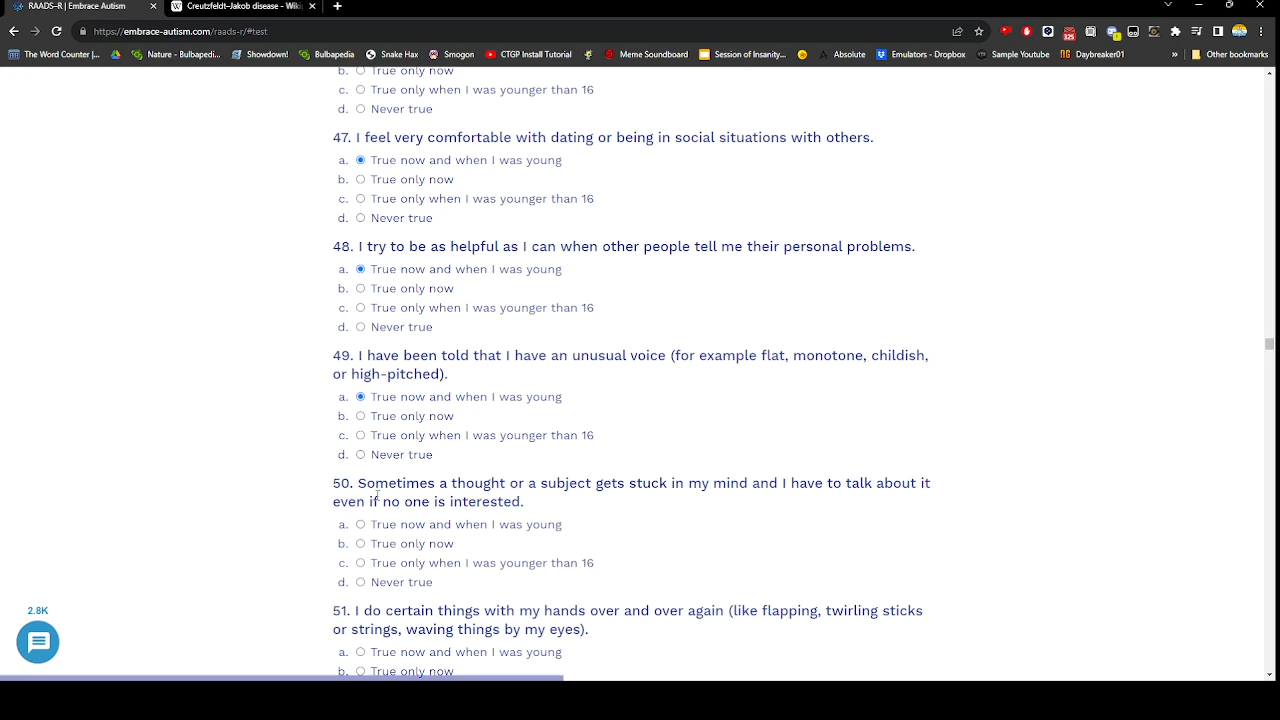 RAADS-R | Embrace Autism
Creutzfeldt–Jakob disease - Wiki
https://embrace-autism.com/raads-r/#test
325
The Word Counter |...
Nature - Bulbapedi...
Showdown!
Bulbapedia
Snake Hax
Smogon
CTGP Install Tutorial
Meme Soundboard
Session of Insanity...
Absolute
Emulators - Dropbox
Sample Youtube
Daybreaker01
»
Other bookmarks
b. True only now
c. True only when I was younger than 16
d. Never true
47. I feel very comfortable with dating or being in social situations with others.
a. True now and when I was young
b. True only now
c. True only when I was younger than 16
d. Never true
48. I try to be as helpful as I can when other people tell me their personal problems.
a. True now and when I was young
b. True only now
c. True only when I was younger than 16
d. Never true
49. I have been told that I have an unusual voice (for example flat, monotone, childish,
or high-pitched).
a. True now and when I was young
b. True only now
c. True only when I was younger than 16
d. Never true
50. Sometimes a thought or a subject gets stuck in my mind and I have to talk about it
even if no one is interested.
a. True now and when I was young
b. True only now
c. True only when I was younger than 16
d. Never true
51. I do certain things with my hands over and over again (like flapping, twirling sticks
or strings, waving things by my eyes).
a. True now and when I was young
b. True only now
2.8K